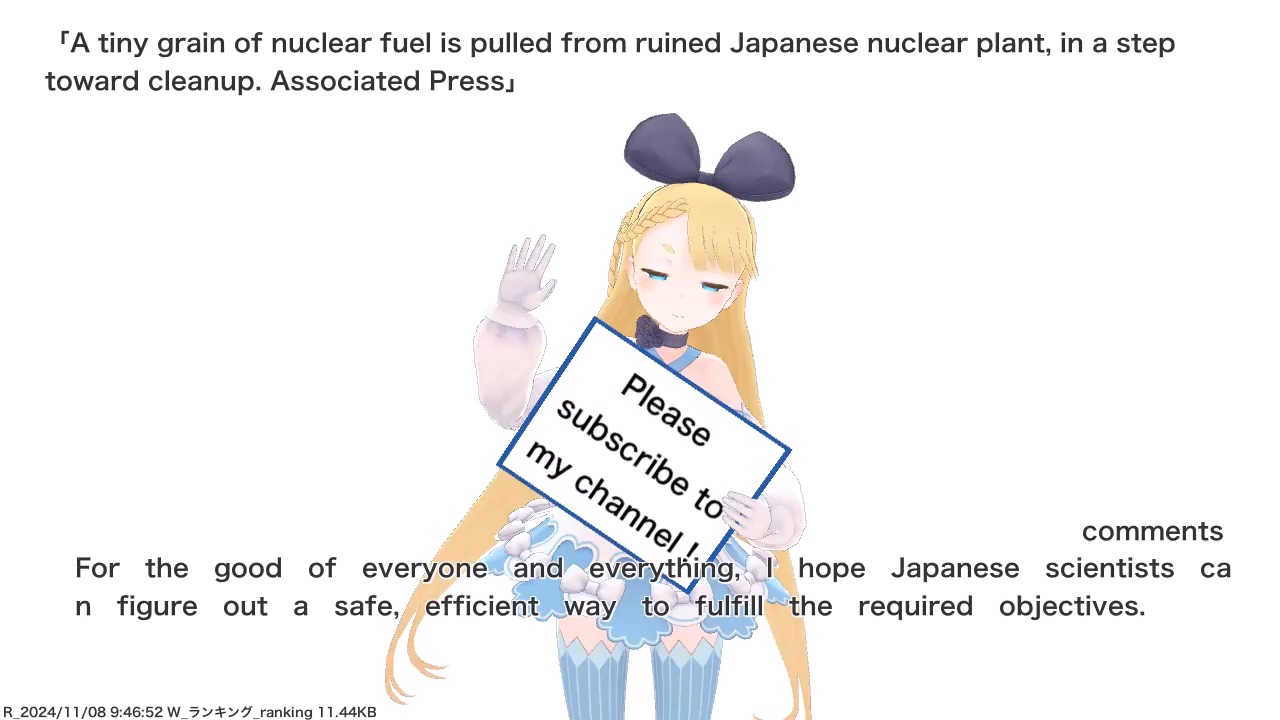 「A tiny grain of nuclear fuel is pulled from ruined Japanese nuclear plant, in a step
toward cleanup. Associated Press」
Please
subscribe to
my channel !
comments
For the good of everyone and everything, I hope Japanese scientists ca
n figure out a safe, efficient way to fulfill the required objectives.
R_2024/11/08 9:46:52 W_ランキング_ranking 11.44KB